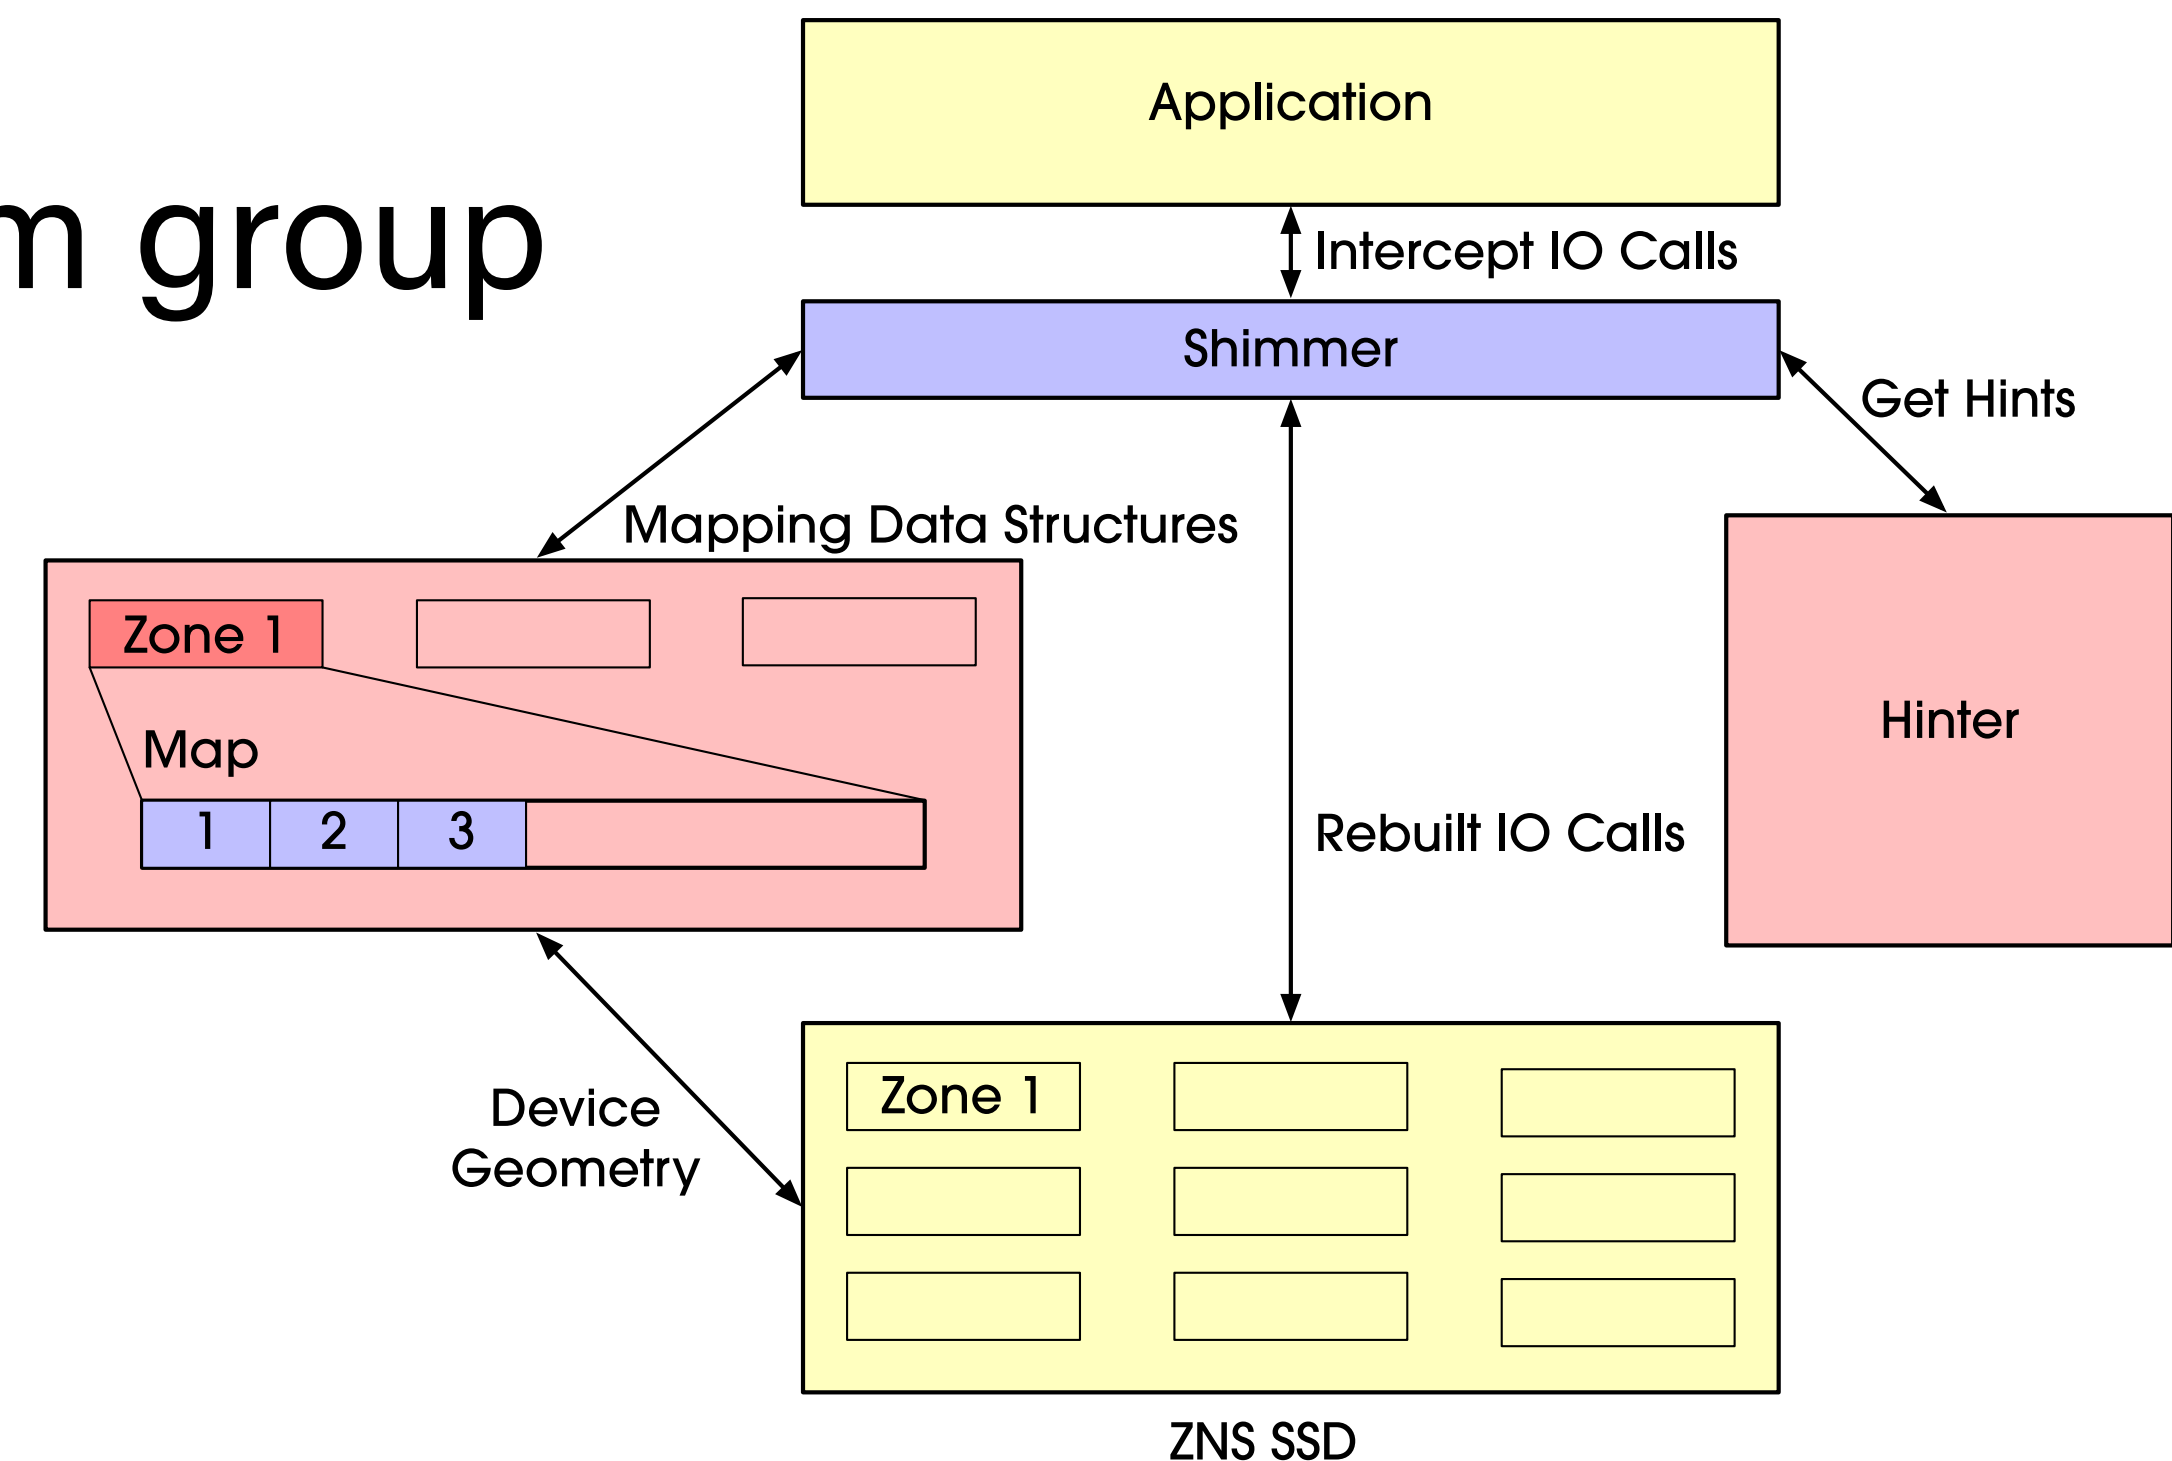 Application
m group
Intercept IO Calls
Shimmer
Get Hints
Mapping Data Structures
Zone 1
Map
Hinter
1 2 3
Rebuilt IO Calls
Zone 1
Device
Geometry
ZNS SSD